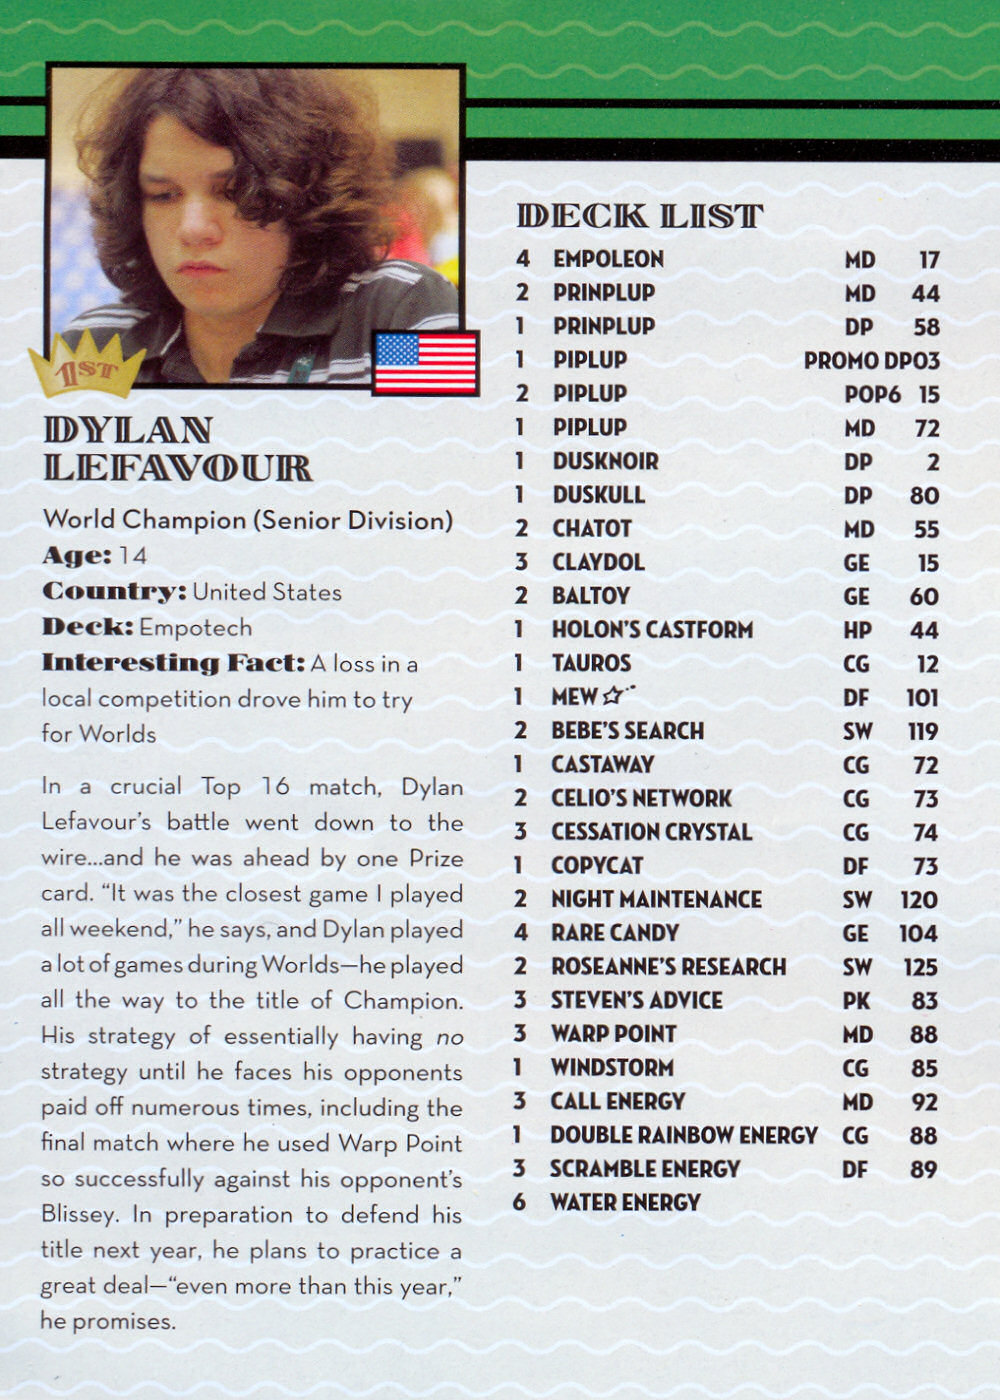 1ST
DYLAN
LEFAVOUR
World Champion (Senior Division)
Age: 14
Country: United States
Deck: Empotech
Interesting Fact: A loss in a
local competition drove him to try
for Worlds
In a crucial Top 16 match, Dylan
Lefavour's battle went down to the
wire...and he was ahead by one Prize
card. “It was the closest game I played
all weekend,” he says, and Dylan played
a lot of games during Worlds—he played
all the way to the title of Champion.
His strategy of essentially having no
strategy until he faces his opponents
paid off numerous times, including the
final match where he used Warp Point
so successfully against his opponent's
Blissey. In preparation to defend his
title next year, he plans to practice a
great deal—“even more than this year,”
he promises.
DECK LIST
4 EMPOLEON MD 17
2 PRINPLUP MD 44
1 PRINPLUP DP 58
1 PIPLUP PROMO DP03
2 PIPLUP POP6 15
1 PIPLUP MD 72
1 DUSKNOIR DP 2
1 DUSKULL DP 80
2 CHATOT MD 55
3 CLAYDOL GE 15
2 BALTOY GE 60
1 HOLON'S CASTFORM HP 44
1 TAUROS CG 12
1 MEW ☆ DF 101
2 BEBE'S SEARCH SW 119
1 CASTAWAY CG 72
2 CELIO'S NETWORK CG 73
3 CESSATION CRYSTAL CG 74
1 COPYCAT DF 73
2 NIGHT MAINTENANCE SW 120
4 RARE CANDY GE 104
2 ROSEANNE'S RESEARCH SW 125
3 STEVEN'S ADVICE PK 83
3 WARP POINT MD 88
1 WINDSTORM CG 85
3 CALL ENERGY MD 92
1 DOUBLE RAINBOW ENERGY CG 88
3 SCRAMBLE ENERGY DF 89
6 WATER ENERGY